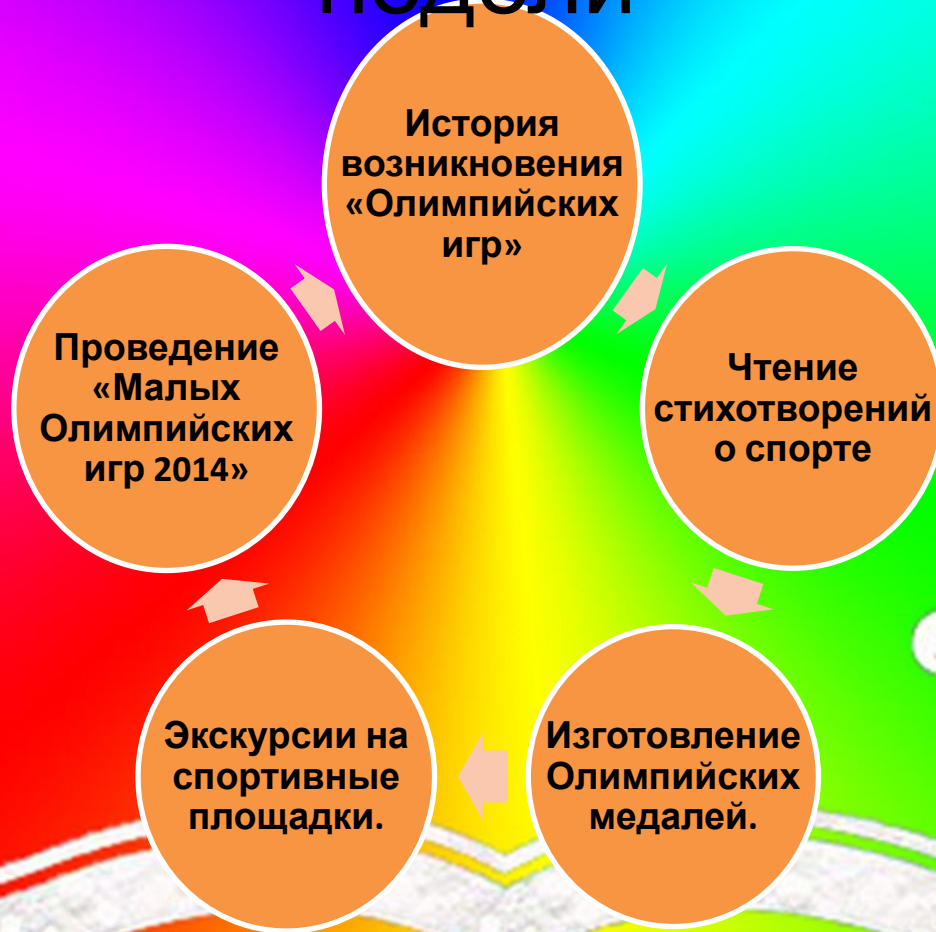 История
возникновения
«Олимпийских
игр»
Чтение
стихотворений
о спорте
Изготовление
Олимпийских
медалей.
Экскурсии на
спортивные
площадки.
Проведение
«Малых
Олимпийских
игр 2014»